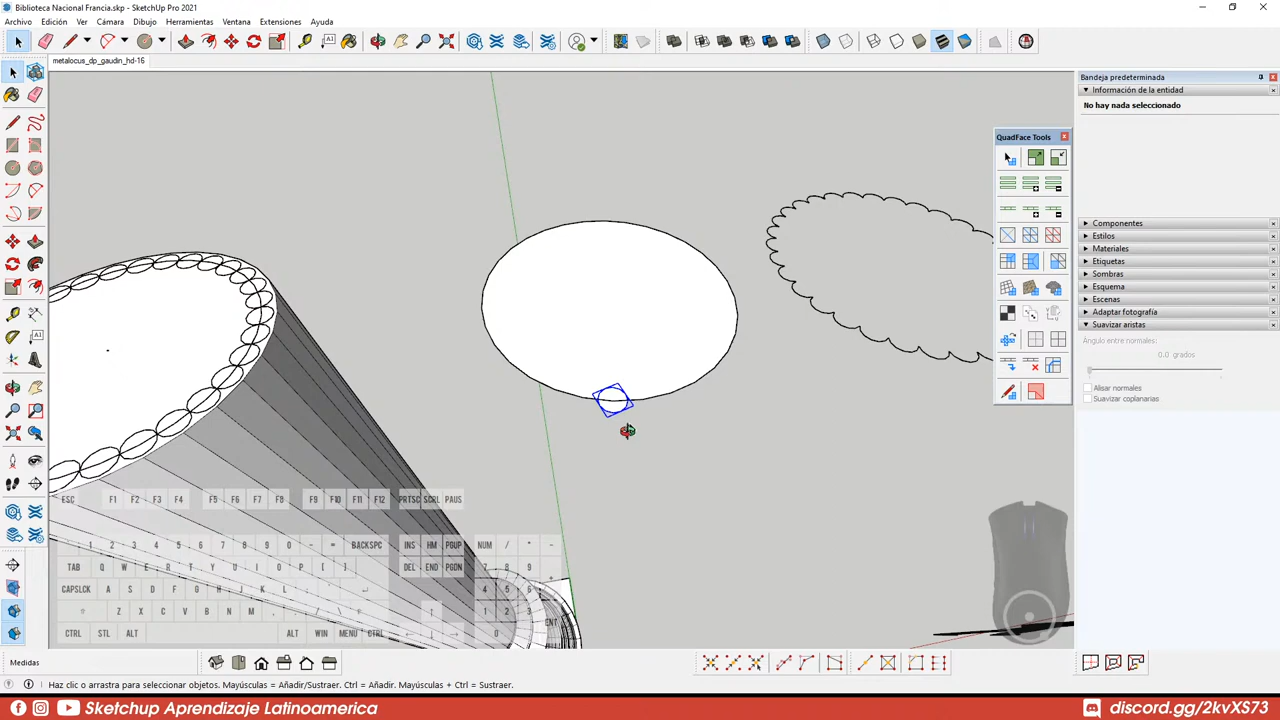 Biblioteca Nacional Francia.skp - SketchUp Pro 2021
Archivo Edición Ver Cámara Dibujo Herramientas Ventana Extensiones Ayuda
metalocus_dp_gaudin_hd-16
Bandeja predeterminada
Información de la entidad
No hay nada seleccionado
QuadFace Tools
Componentes
Estilos
Materiales
Etiquetas
Sombras
Esquema
Escenas
Adaptar fotografía
Suavizar aristas
Ángulo entre normales:
0.0 grados
Alisar normales
Suavizar coplanarias
ESC F1 F2 F3 F4 F5 F6 F7 F8 F9 F10 F11 F12 PRTSC SCRL PAUS
1 2 3 4 5 6 7 8 9 0 - = BACKSPC INS HM PGUP NUM / * -
TAB Q W E R T Y U I O P [ ] DEL END PGDN 7 8 9 +
CAPSLCK A S D F G H J K L ; ' 4 5 6
Z X C V B N M , . / 1 2 3 ENT
CTRL STL ALT ALT WIN MENU CTRL 0 .
Medidas
Haz clic o arrastra para seleccionar objetos. Mayúsculas = Añadir/Sustraer. Ctrl = Añadir. Mayúsculas + Ctrl = Sustraer.
Sketchup Aprendizaje Latinoamerica
discord.gg/2kvXS73